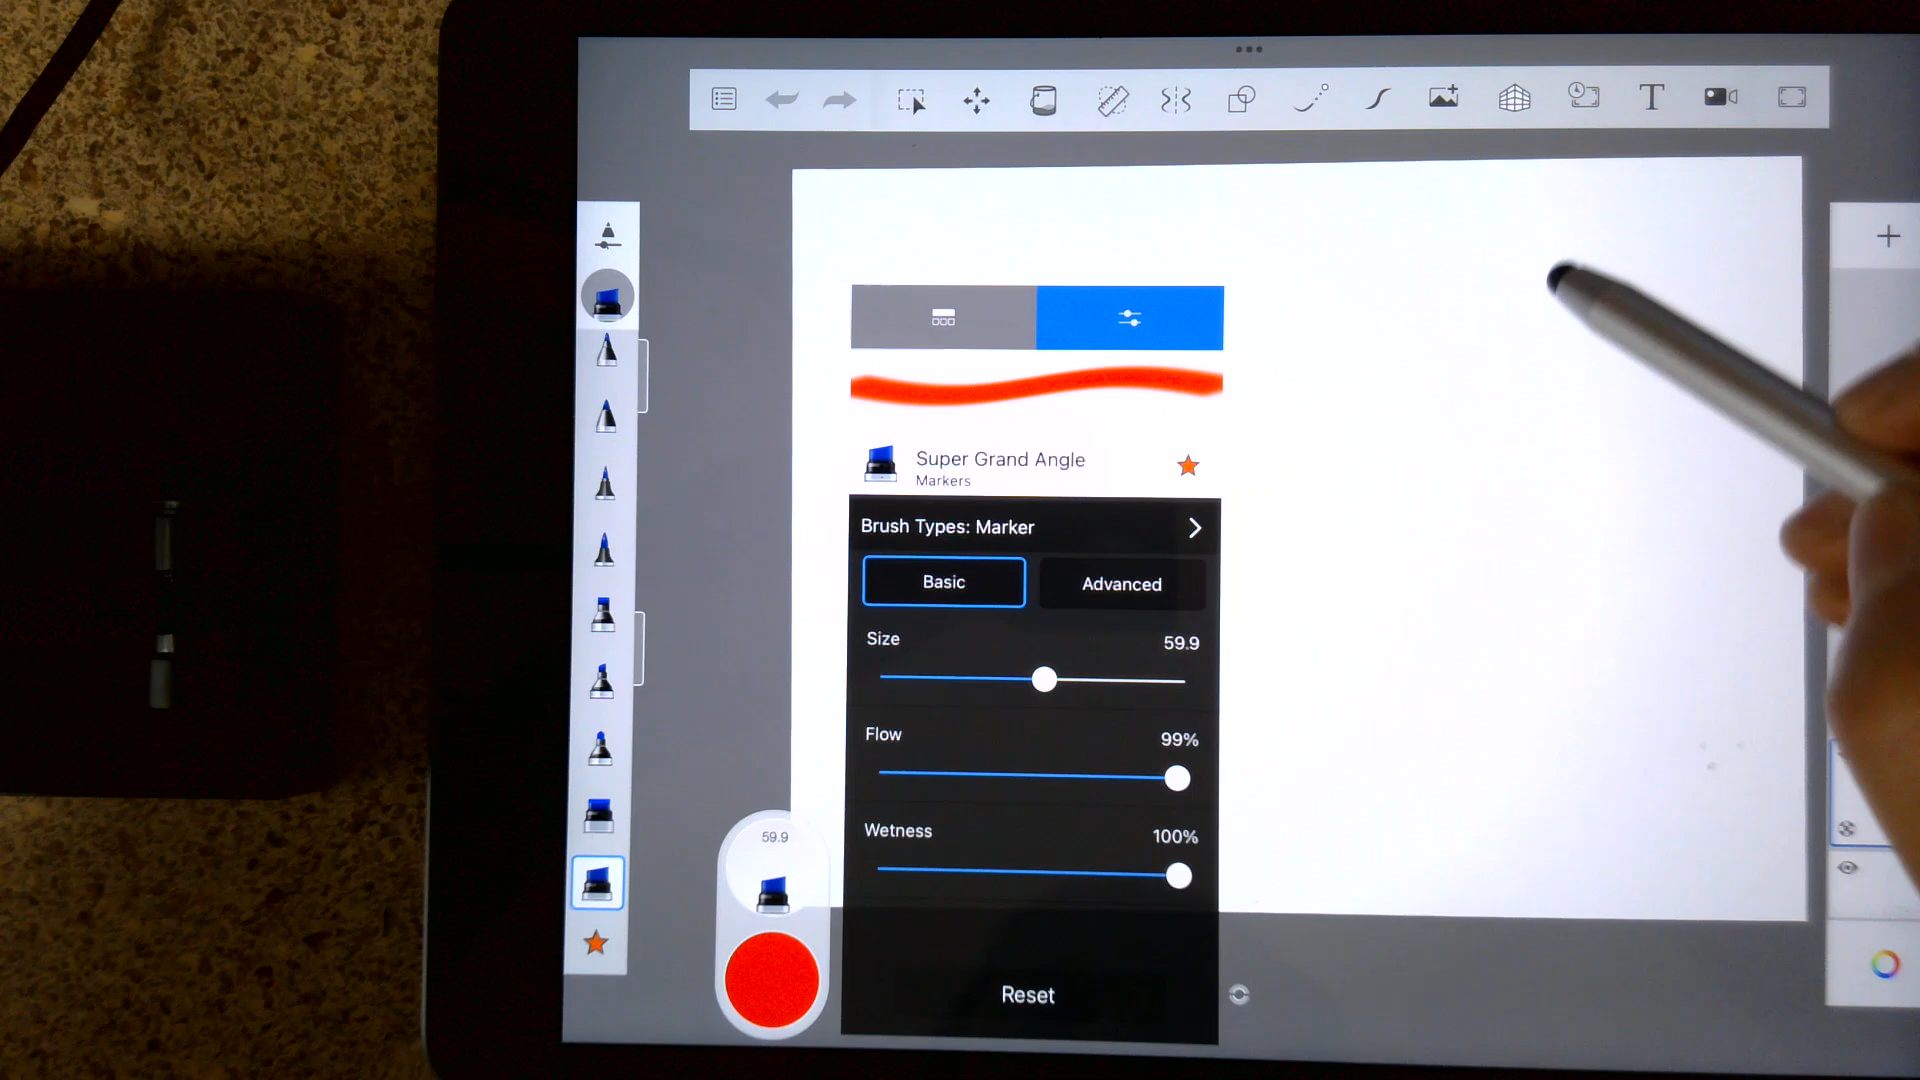 T
Super Grand Angle
Markers
Brush Types: Marker
Basic
Advanced
Size
59.9
Flow
99%
Wetness
100%
59.9
Reset